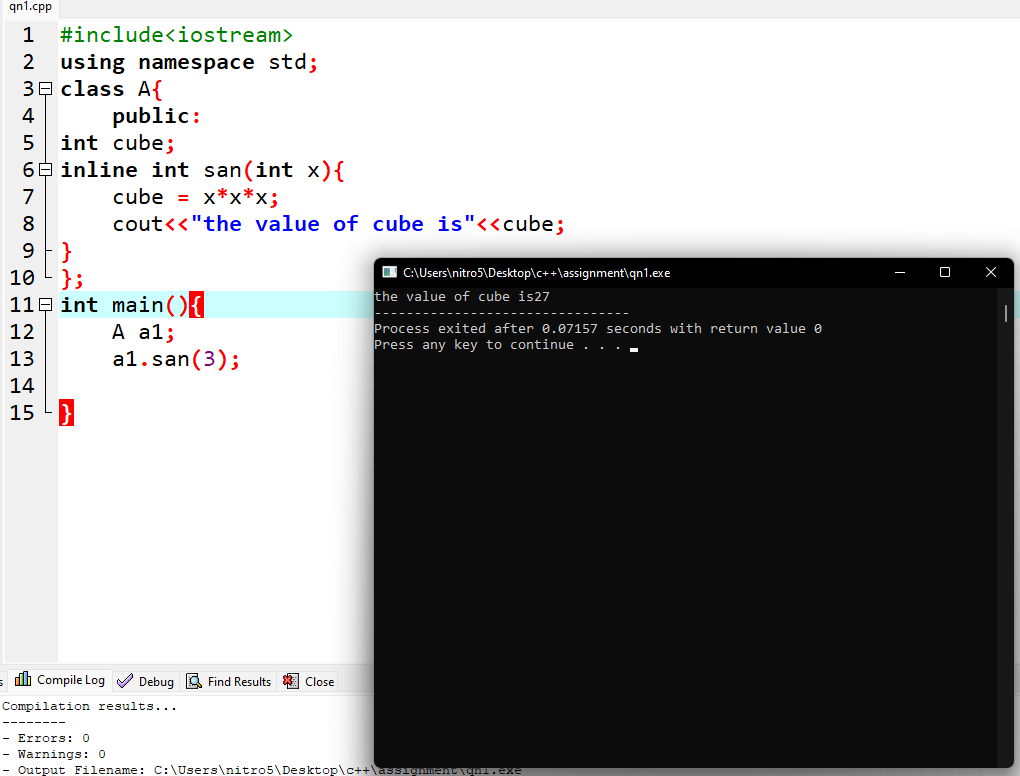 qn1.cpp
1 #include<iostream>
2 using namespace std;
3 class A{
4 public:
5 int cube;
6 inline int san(int x){
7 cube = x*x*x;
8 cout<<"the value of cube is"<<cube;
9 }
10 };
11 int main(){
12 A a1;
13 a1.san(3);
14
15 }
C:\Users\nitro5\Desktop\c++\assignment\qn1.exe
the value of cube is27
--------------------------------
Process exited after 0.07157 seconds with return value 0
Press any key to continue . . .
s Compile Log Debug Find Results Close
Compilation results...
--------
- Errors: 0
- Warnings: 0
- Output Filename: C:\Users\nitro5\Desktop\c++\assignment\qn1.exe